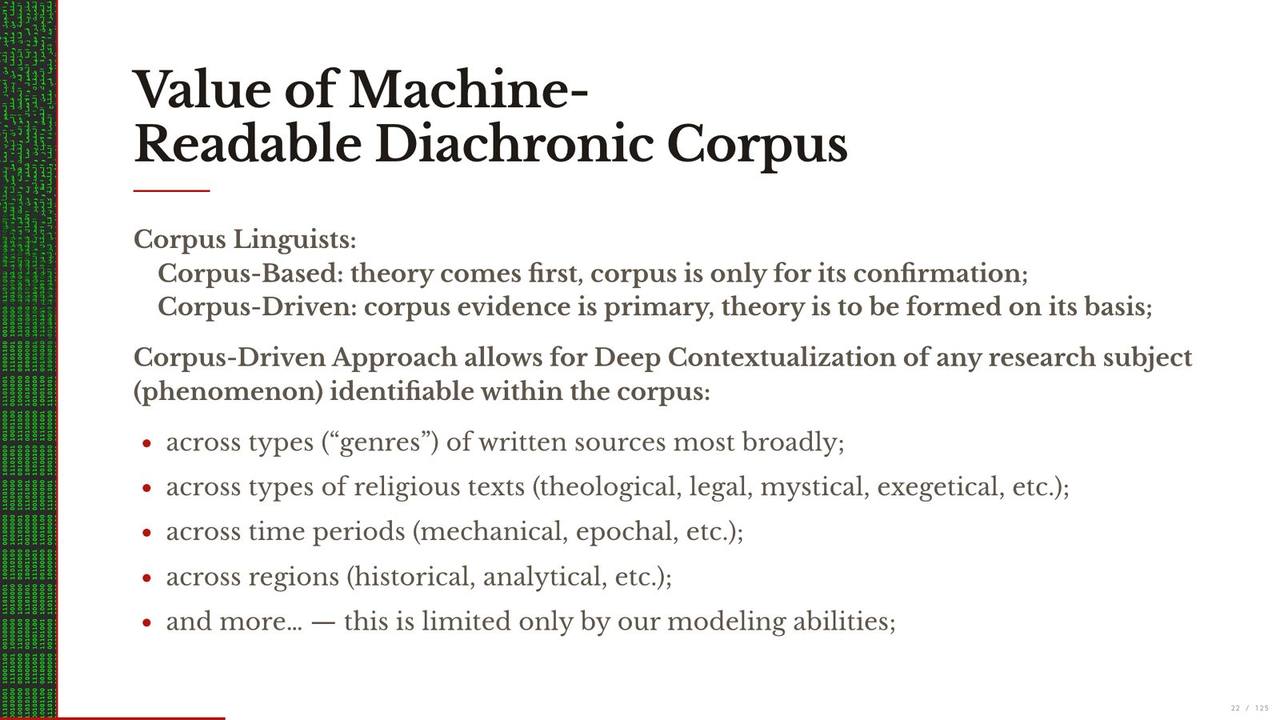 Value of Machine-
Readable Diachronic Corpus
Corpus Linguists:
Corpus-Based: theory comes first, corpus is only for its confirmation;
Corpus-Driven: corpus evidence is primary, theory is to be formed on its basis;
Corpus-Driven Approach allows for Deep Contextualization of any research subject
(phenomenon) identifiable within the corpus:
• across types (“genres”) of written sources most broadly;
• across types of religious texts (theological, legal, mystical, exegetical, etc.);
• across time periods (mechanical, epochal, etc.);
• across regions (historical, analytical, etc.);
• and more… — this is limited only by our modeling abilities;
22 / 125